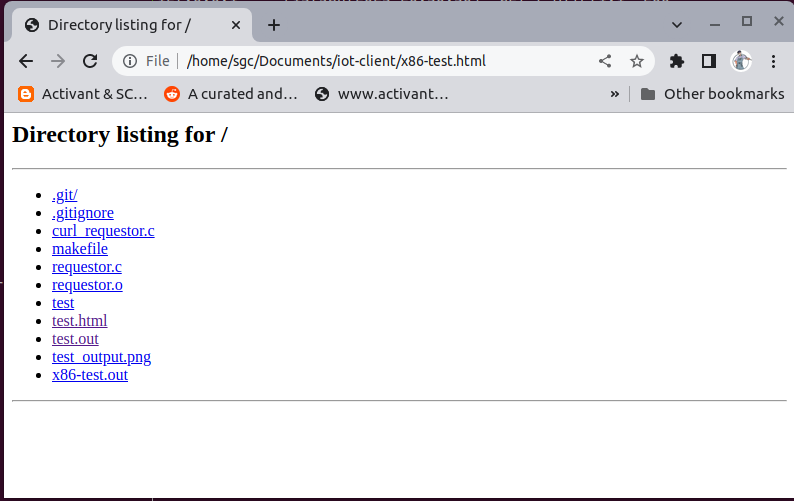 Directory listing for /
File /home/sgc/Documents/iot-client/x86-test.html
Activant & SC... A curated and... www.activant... » Other bookmarks
Directory listing for /
.git/
.gitignore
curl_requestor.c
makefile
requestor.c
requestor.o
test
test.html
test.out
test_output.png
x86-test.out